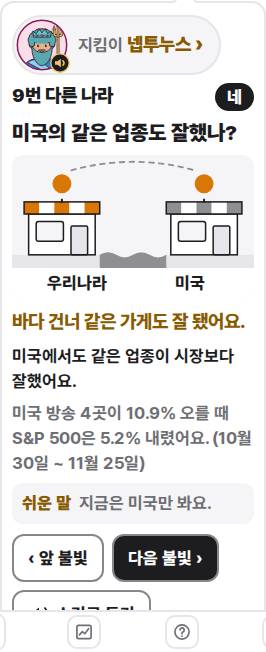 지킴이 넵투누스 ›
9번 다른 나라 네
미국의 같은 업종도 잘했나?
우리나라 미국
바다 건너 같은 가게도 잘 됐어요.
미국에서도 같은 업종이 시장보다
잘했어요.
미국 방송 4곳이 10.9% 오를 때
S&P 500은 5.2% 내렸어요. (10월
30일 ~ 11월 25일)
쉬운 말 지금은 미국만 봐요.
‹ 앞 불빛 다음 불빛 ›